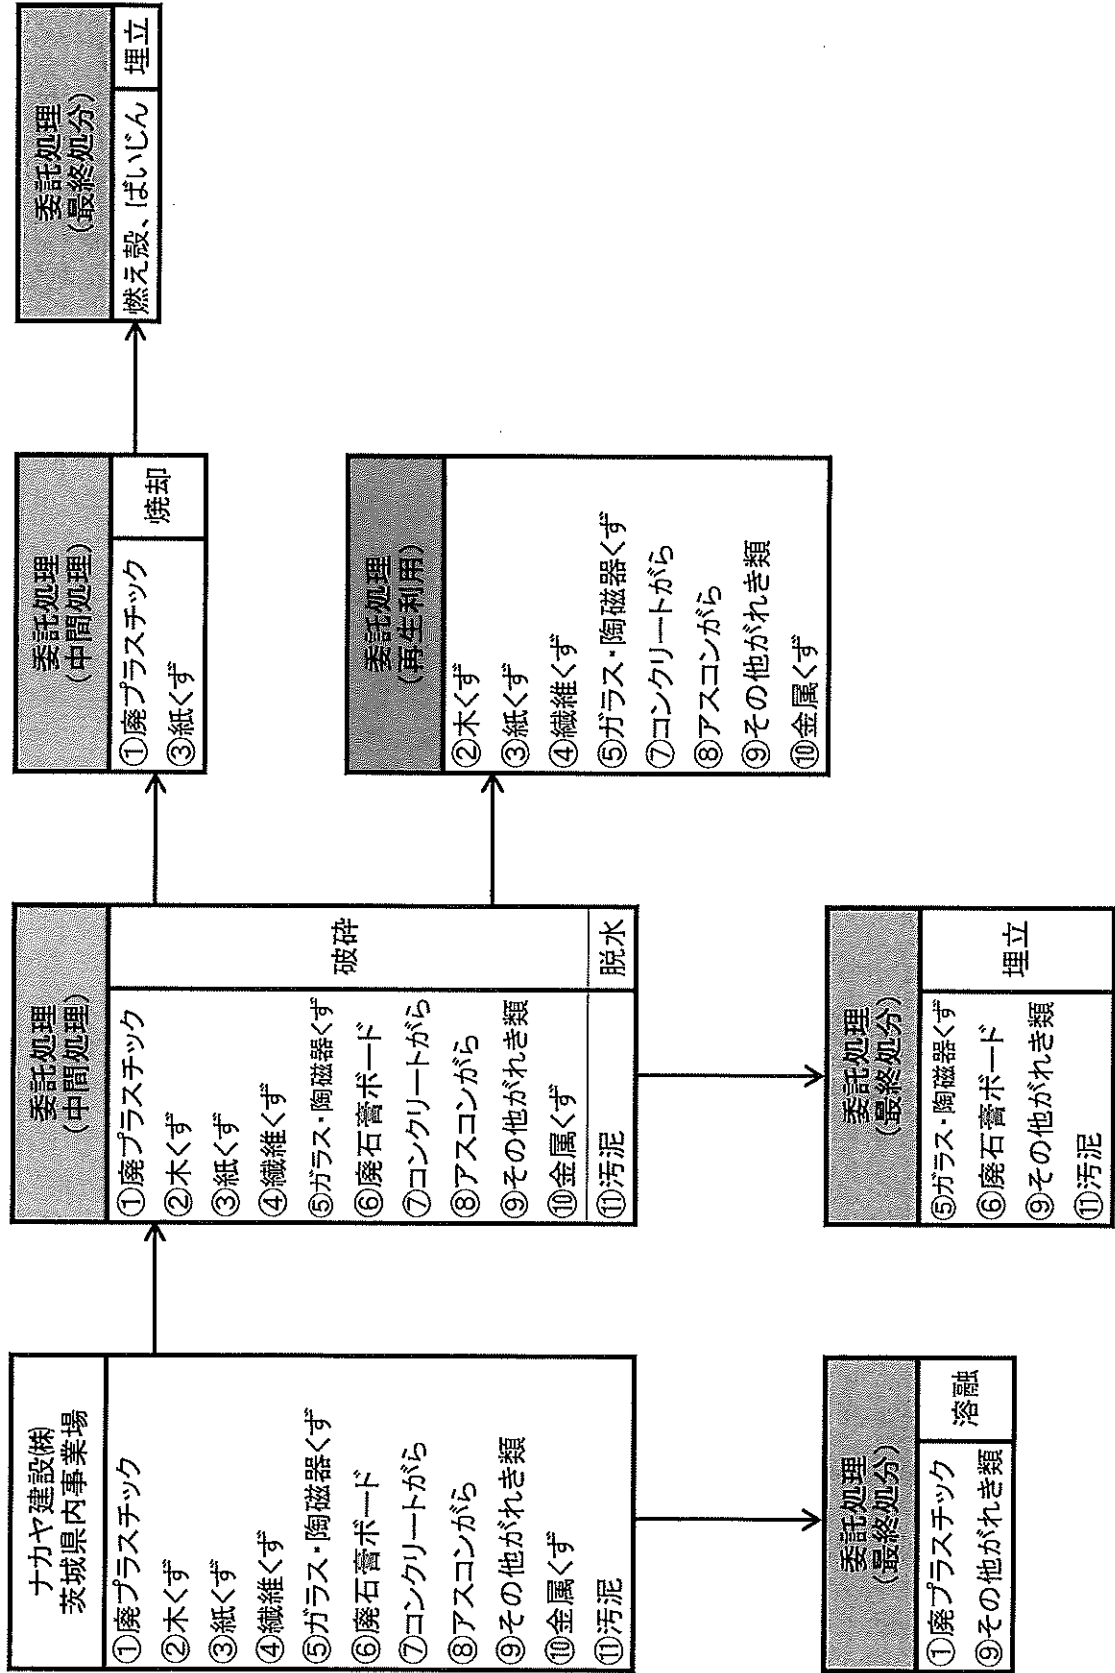 ナカヤ建設㈱
茨城県内事業場
①廃プラスチック
②木くず
③紙くず
④繊維くず
⑤ガラス・陶磁器くず
⑥廃石膏ボード
⑦コンクリートがら
⑧アスコンがら
⑨その他がれき類
⑩金属くず
⑪汚泥
委託処理
(中間処理)
①廃プラスチック
②木くず
③紙くず
④繊維くず
⑤ガラス・陶磁器くず
⑥廃石膏ボード
⑦コンクリートがら
⑧アスコンがら
⑨その他がれき類
⑩金属くず
破砕
⑪汚泥
脱水
委託処理
(中間処理)
①廃プラスチック
③紙くず
焼却
委託処理
(最終処分)
燃え殻、ばいじん
埋立
委託処理
(再生利用)
②木くず
③紙くず
④繊維くず
⑤ガラス・陶磁器くず
⑦コンクリートがら
⑧アスコンがら
⑨その他がれき類
⑩金属くず
委託処理
(最終処分)
①廃プラスチック
⑨その他がれき類
溶融
委託処理
(最終処分)
⑤ガラス・陶磁器くず
⑥廃石膏ボード
⑨その他がれき類
⑪汚泥
埋立